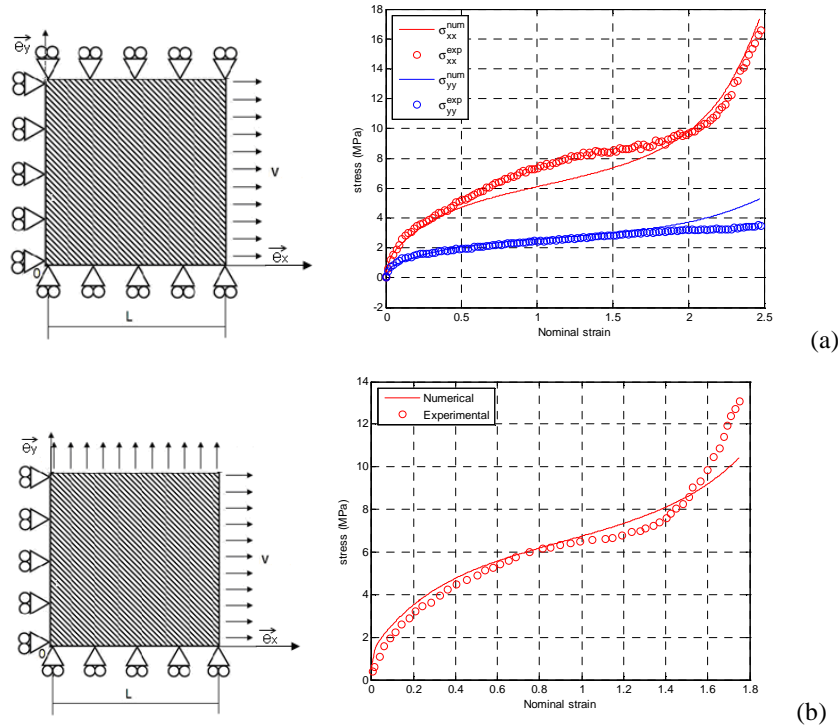 e_y
V
0
e_x
L
18
16
14
12
10
8
6
4
2
0
-2
stress (MPa)
σ_xx^num
σ_xx^exp
σ_yy^num
σ_yy^exp
0 0.5 1 1.5 2 2.5
Nominal strain
(a)
e_y
V
0
e_x
L
14
12
10
8
6
4
2
0
stress (MPa)
Numerical
Experimental
0 0.2 0.4 0.6 0.8 1 1.2 1.4 1.6 1.8
Nominal strain
(b)